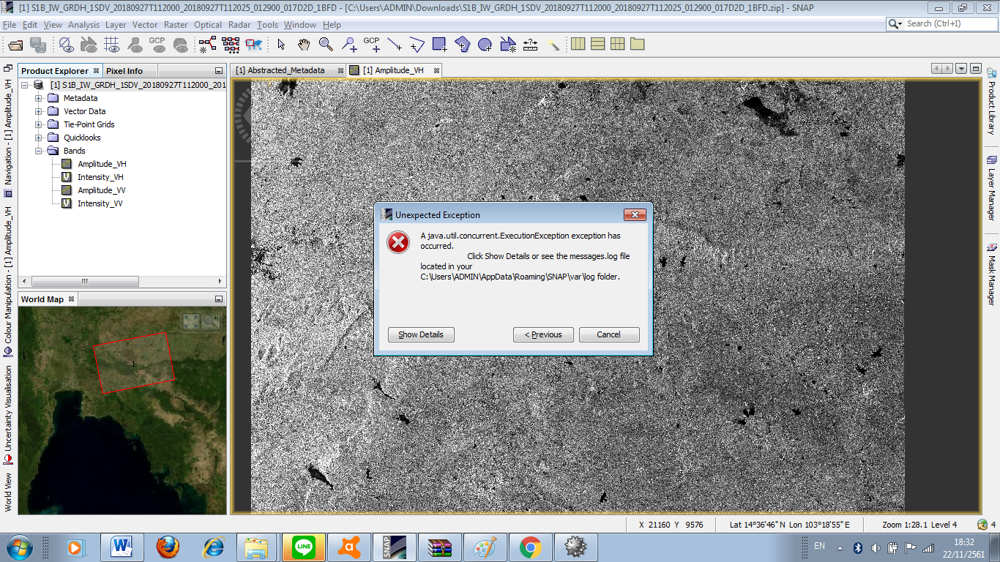 [1] S1B_IW_GRDH_1SDV_20180927T112000_20180927T112025_012900_017D2D_1BFD - [C:\Users\ADMIN\Downloads\S1B_IW_GRDH_1SDV_20180927T112000_20180927T112025_012900_017D2D_1BFD.zip] - SNAP
File Edit View Analysis Layer Vector Raster Optical Radar Tools Window Help
Search (Ctrl+I)
GCP
GCP
Product Explorer Pixel Info
[1] Abstracted_Metadata [1] Amplitude_VH
[1] S1B_IW_GRDH_1SDV_20180927T112000_201
Metadata
Vector Data
Tie-Point Grids
Quicklooks
Bands
Amplitude_VH
Intensity_VH
Amplitude_VV
Intensity_VV
Navigation - [1] Amplitude_VH
Colour Manipulation - [1] Amplitude_VH
Uncertainty Visualisation
World View
World Map
1
Product Library
Layer Manager
Mask Manager
Unexpected Exception
A java.util.concurrent.ExecutionException exception has
occurred.
Click Show Details or see the messages.log file
located in your
C:\Users\ADMIN\AppData\Roaming\SNAP\var\log folder.
Show Details < Previous Cancel
X 21160 Y 9576 Lat 14°36'46" N Lon 103°18'55" E Zoom 1:28.1 Level 4 4
LINE
SNAP
EN
18:32
22/11/2561